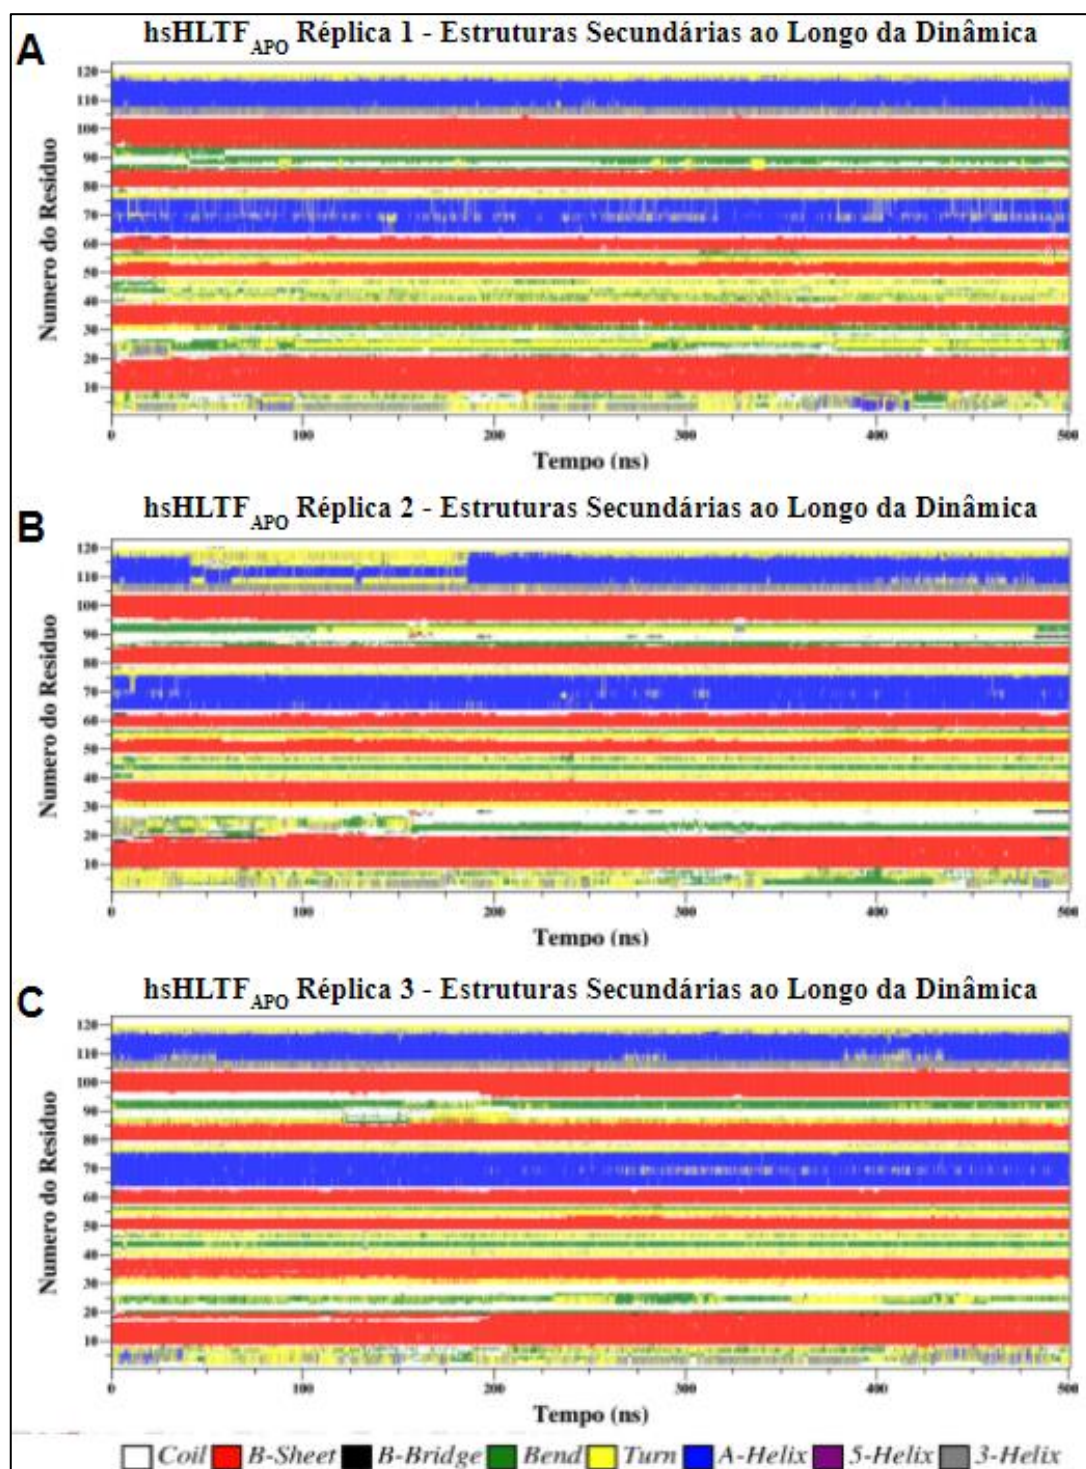 A
hsHLTF_APO Réplica 1 - Estruturas Secundárias ao Longo da Dinâmica
Numero do Resíduo
120
110
100
90
80
70
60
50
40
30
20
10
0 100 200 300 400 500
Tempo (ns)
B
hsHLTF_APO Réplica 2 - Estruturas Secundárias ao Longo da Dinâmica
Numero do Resíduo
120
110
100
90
80
70
60
50
40
30
20
10
0 100 200 300 400 500
Tempo (ns)
C
hsHLTF_APO Réplica 3 - Estruturas Secundárias ao Longo da Dinâmica
Numero do Resíduo
120
110
100
90
80
70
60
50
40
30
20
10
0 100 200 300 400 500
Tempo (ns)
Coil B-Sheet B-Bridge Bend Turn A-Helix 5-Helix 3-Helix